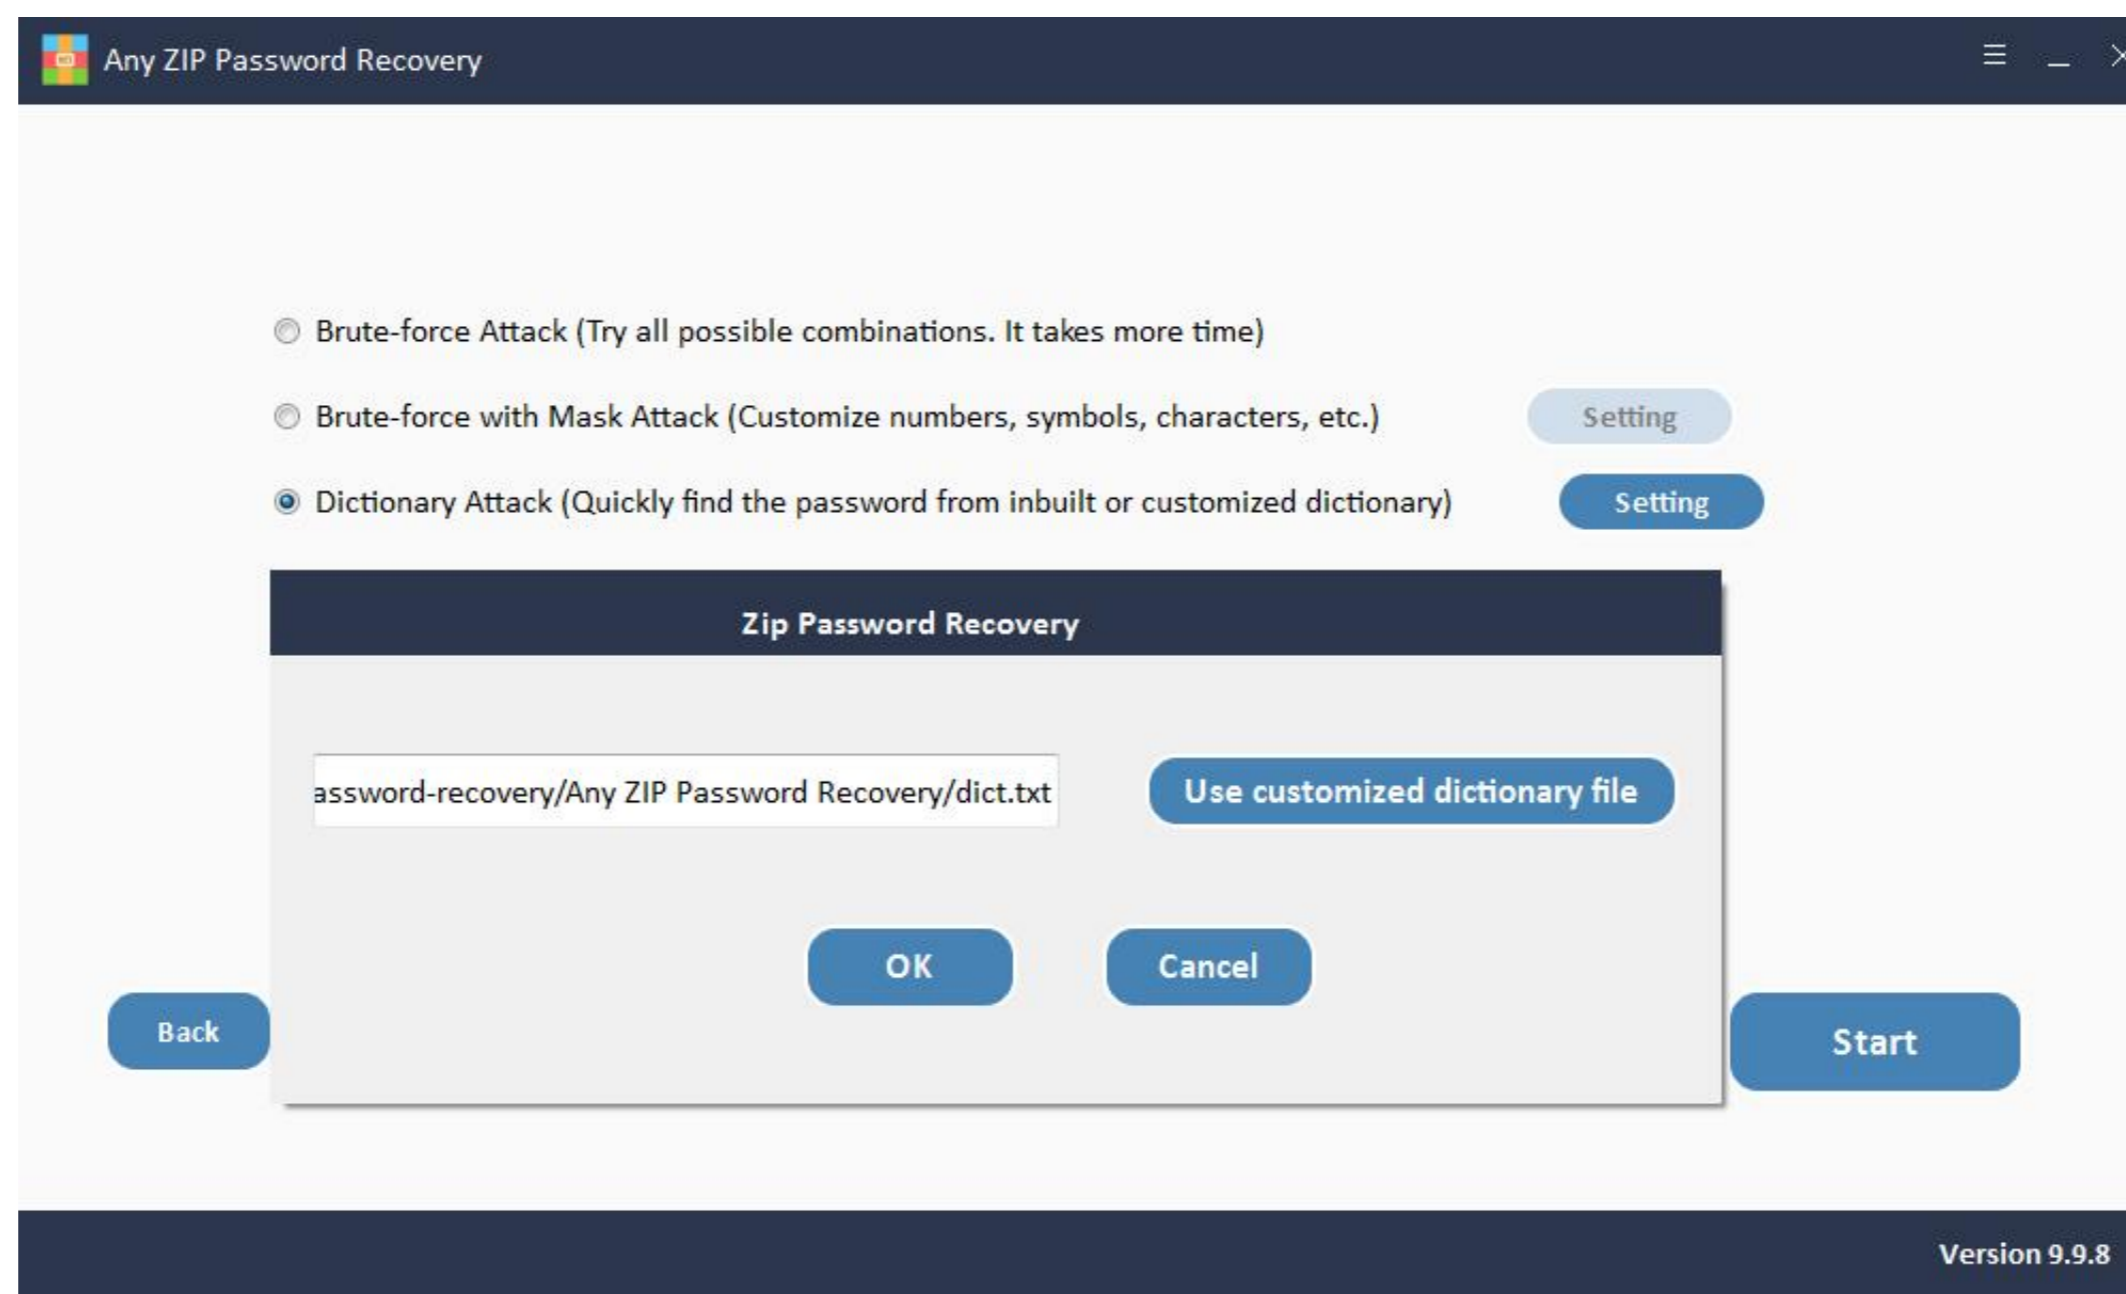 Any ZIP Password Recovery
Brute-force Attack (Try all possible combinations. It takes more time)
Brute-force with Mask Attack (Customize numbers, symbols, characters, etc.) Setting
Dictionary Attack (Quickly find the password from inbuilt or customized dictionary) Setting
Zip Password Recovery
assword-recovery/Any ZIP Password Recovery/dict.txt Use customized dictionary file
OK Cancel
Back Start
Version 9.9.8